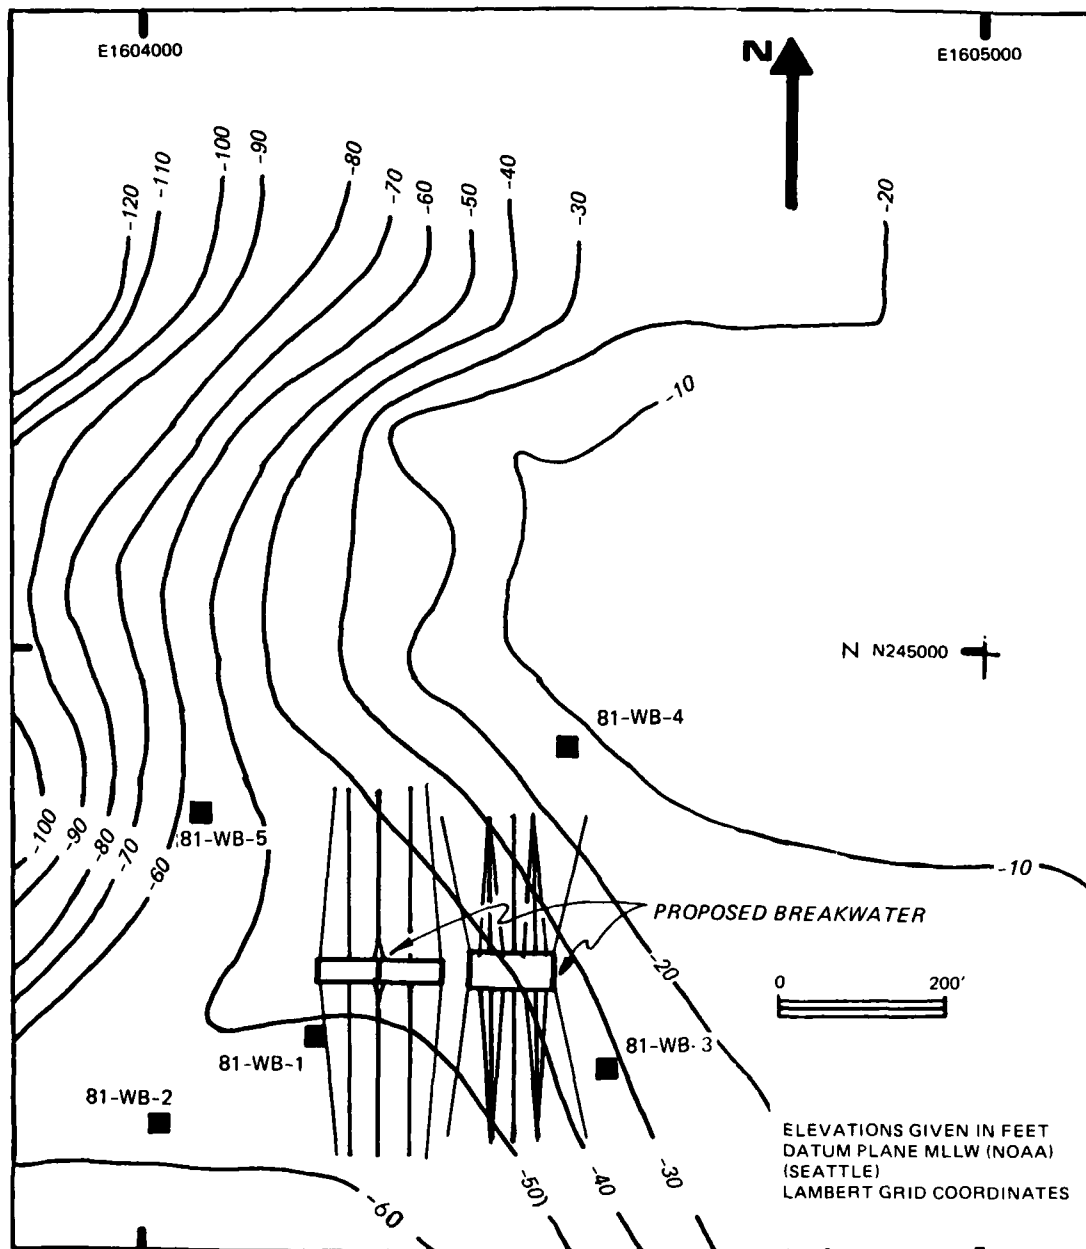 E1604000
N
E1605000
-120
-110
-100
-90
-80
-70
-60
-50
-40
-30
-20
-10
N N245000
81-WB-4
81-WB-5
-100
-90
-80
-70
-60
-10
PROPOSED BREAKWATER
-20
0 200'
81-WB-1
81-WB-3
81-WB-2
ELEVATIONS GIVEN IN FEET
DATUM PLANE MLLW (NOAA)
(SEATTLE)
LAMBERT GRID COORDINATES
-60
-50)
-40
-30